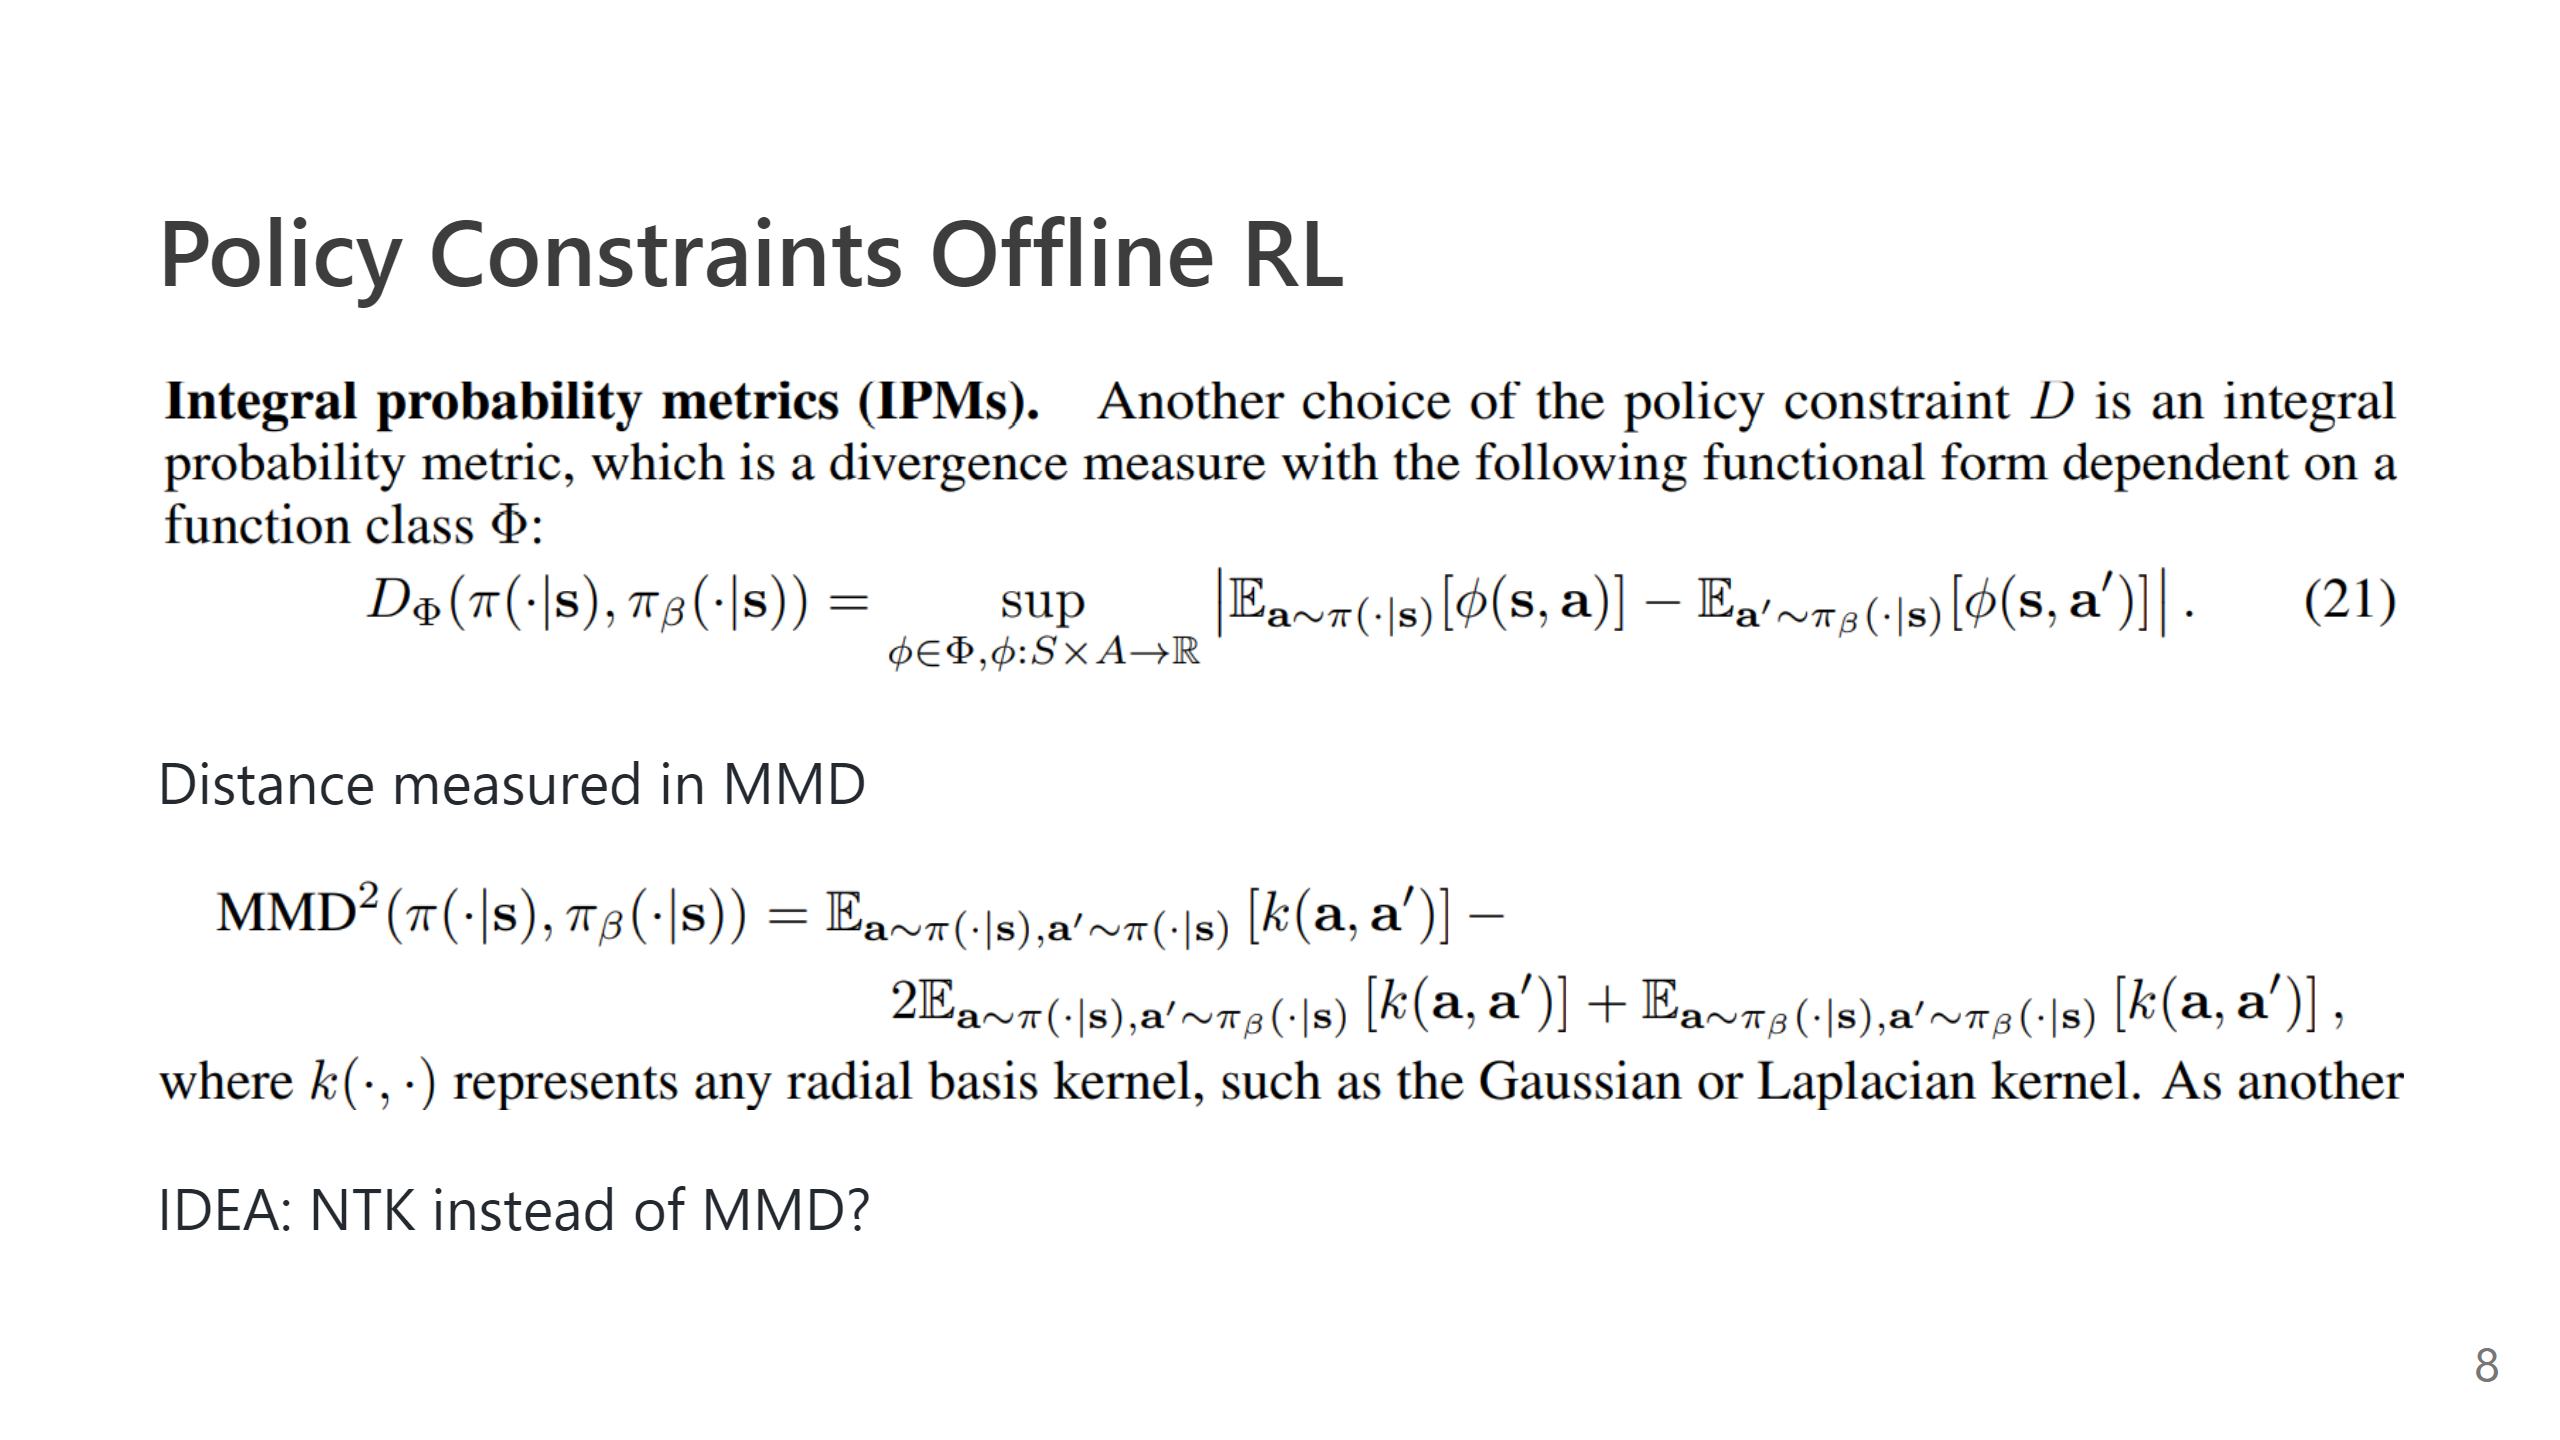 Policy Constraints Offline RL
Integral probability metrics (IPMs). Another choice of the policy constraint D is an integral
probability metric, which is a divergence measure with the following functional form dependent on a
function class Φ:
D_Φ(π(·|s), π_β(·|s)) = sup_{ϕ∈Φ,ϕ:S×A→ℝ} |𝔼_{a∼π(·|s)}[ϕ(s, a)] − 𝔼_{a′∼π_β(·|s)}[ϕ(s, a′)]| . (21)
Distance measured in MMD
MMD²(π(·|s), π_β(·|s)) = 𝔼_{a∼π(·|s),a′∼π(·|s)} [k(a, a′)] −
2𝔼_{a∼π(·|s),a′∼π_β(·|s)} [k(a, a′)] + 𝔼_{a∼π_β(·|s),a′∼π_β(·|s)} [k(a, a′)] ,
where k(·, ·) represents any radial basis kernel, such as the Gaussian or Laplacian kernel. As another
IDEA: NTK instead of MMD?
8